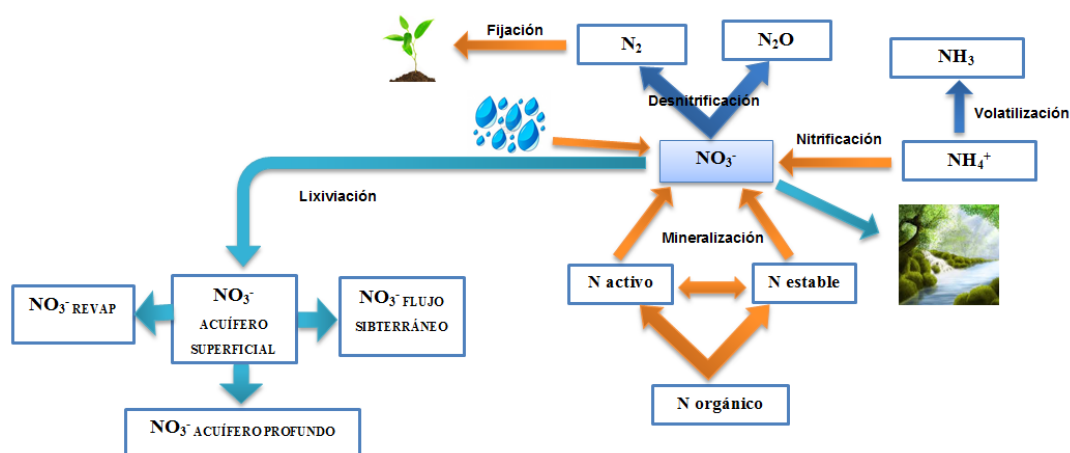 Fijación
N₂
N₂O
NH₃
Desnitrificación
Volatilización
Nitrificación
NO₃⁻
NH₄⁺
Lixiviación
Mineralización
N activo
N estable
N orgánico
NO₃⁻ REVAP
NO₃⁻
ACUÍFERO
SUPERFICIAL
NO₃⁻ FLUJO
SIBTERRÁNEO
NO₃⁻ ACUÍFERO PROFUNDO